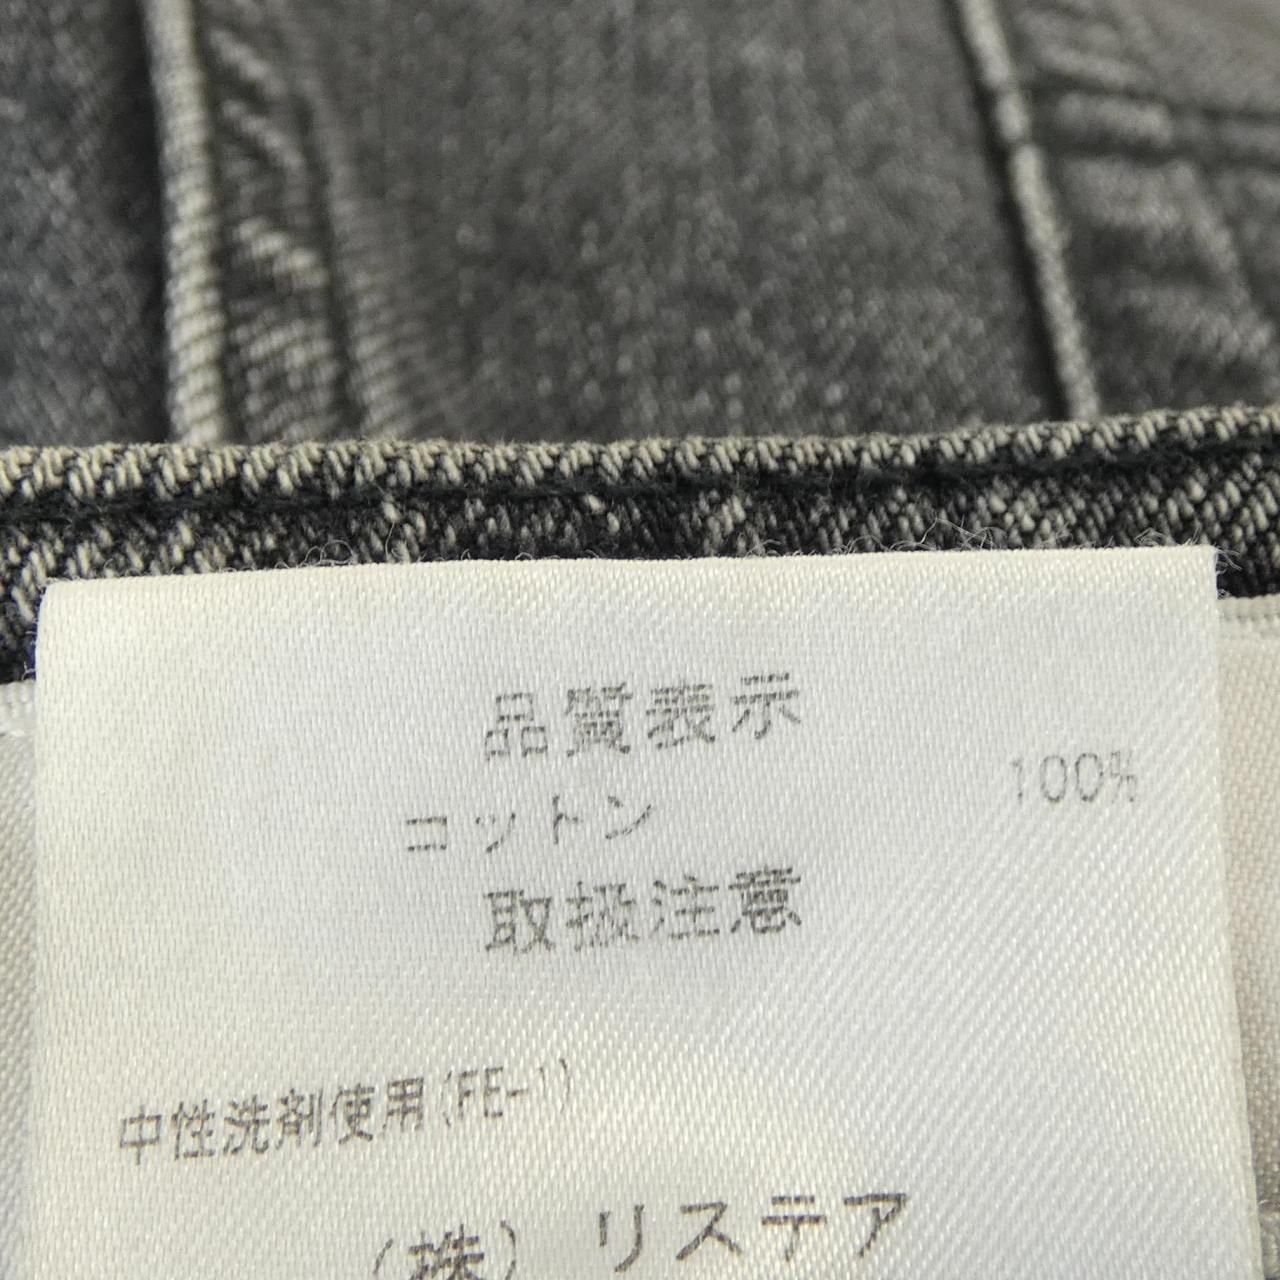 品質表示
コットン 100%
取扱注意
中性洗剤使用(FE-1)
(株) リステア